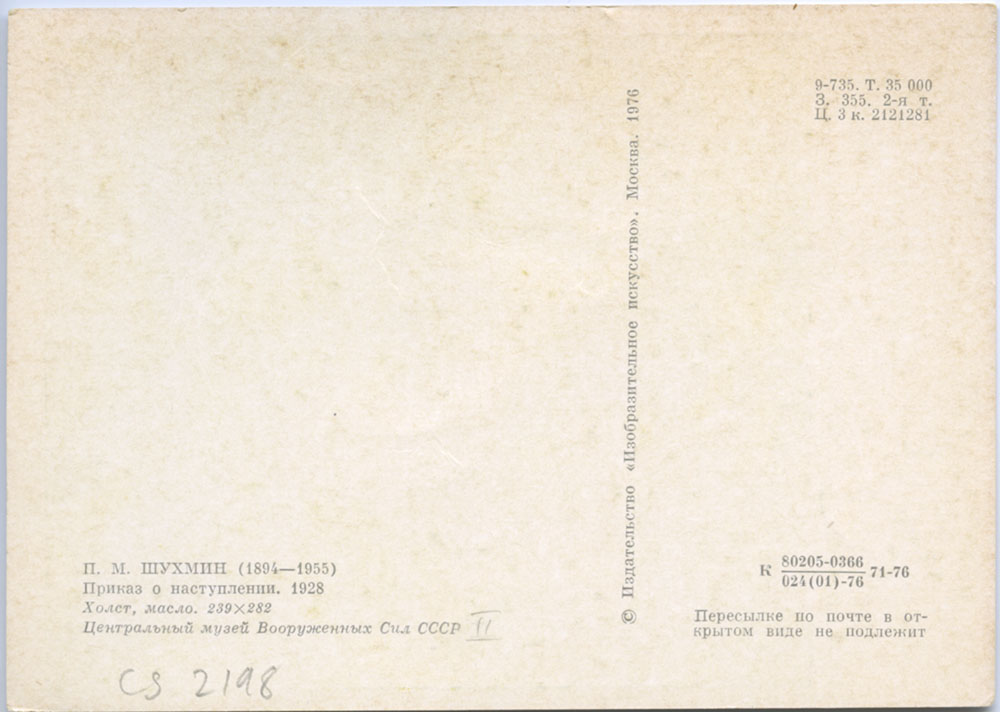 9-735. Т. 35 000
З. 355. 2-я т.
Ц. 3 к. 2121281
© Издательство «Изобразительное искусство». Москва. 1976
П. М. ШУХМИН (1894—1955)
Приказ о наступлении. 1928
Холст, масло. 239×282
Центральный музей Вооруженных Сил СССР II
CS 2198
К 80205-0366 71-76
024(01)-76
Пересылке по почте в от-
крытом виде не подлежит